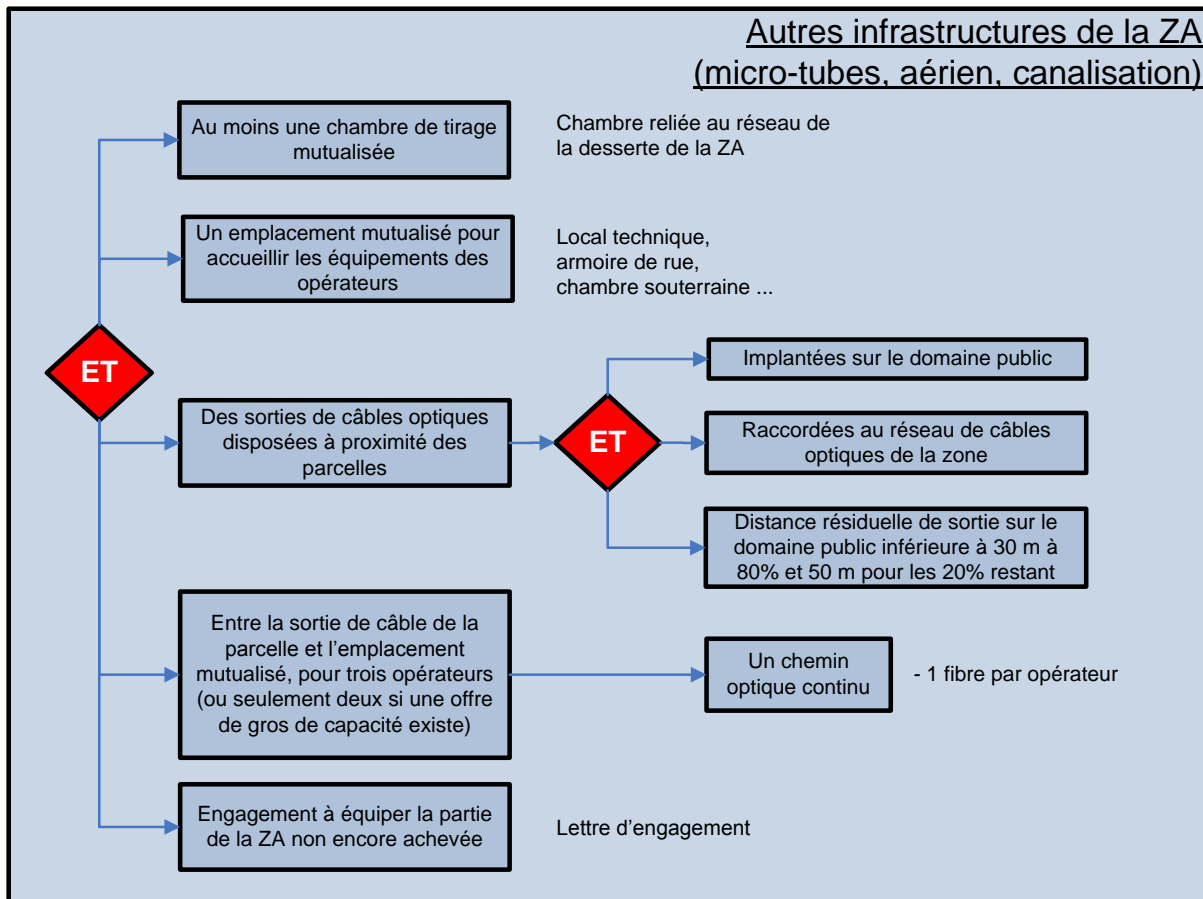 Autres infrastructures de la ZA
(micro-tubes, aérien, canalisation)
Au moins une chambre de tirage
mutualisée
Chambre reliée au réseau de
la desserte de la ZA
Un emplacement mutualisé pour
accueillir les équipements des
opérateurs
Local technique,
armoire de rue,
chambre souterraine ...
ET
Des sorties de câbles optiques
disposées à proximité des
parcelles
ET
Implantées sur le domaine public
Raccordées au réseau de câbles
optiques de la zone
Distance résiduelle de sortie sur le
domaine public inférieure à 30 m à
80% et 50 m pour les 20% restant
Entre la sortie de câble de la
parcelle et l’emplacement
mutualisé, pour trois opérateurs
(ou seulement deux si une offre
de gros de capacité existe)
Un chemin
optique continu
- 1 fibre par opérateur
Engagement à équiper la partie
de la ZA non encore achevée
Lettre d’engagement